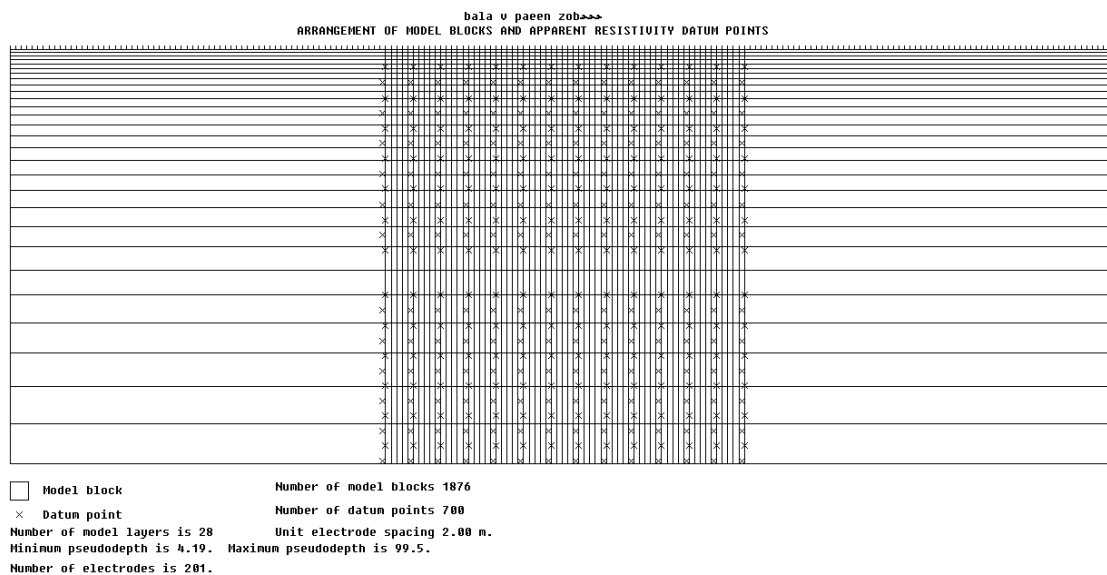 bala v paeen zob
ARRANGEMENT OF MODEL BLOCKS AND APPARENT RESISTIVITY DATUM POINTS
Model block
Number of model blocks 1876
Datum point
Number of datum points 700
Number of model layers is 28 Unit electrode spacing 2.00 m.
Minimum pseudodepth is 4.19. Maximum pseudodepth is 99.5.
Number of electrodes is 201.